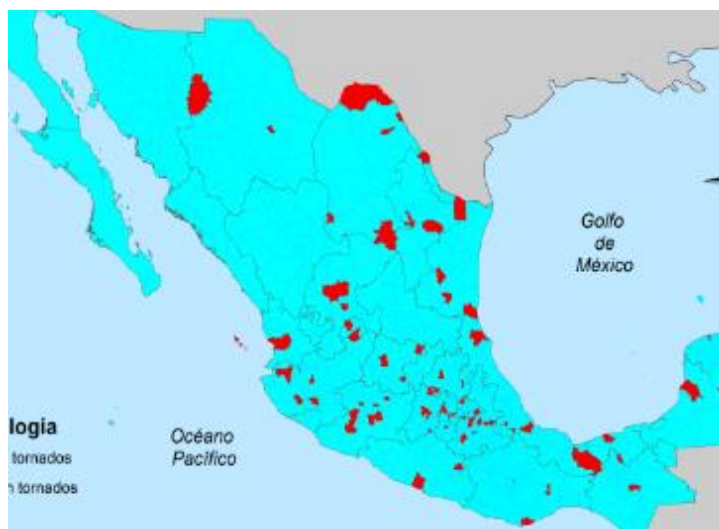 Golfo
de
México
logia
tornados
n tornados
Océano
Pacífico